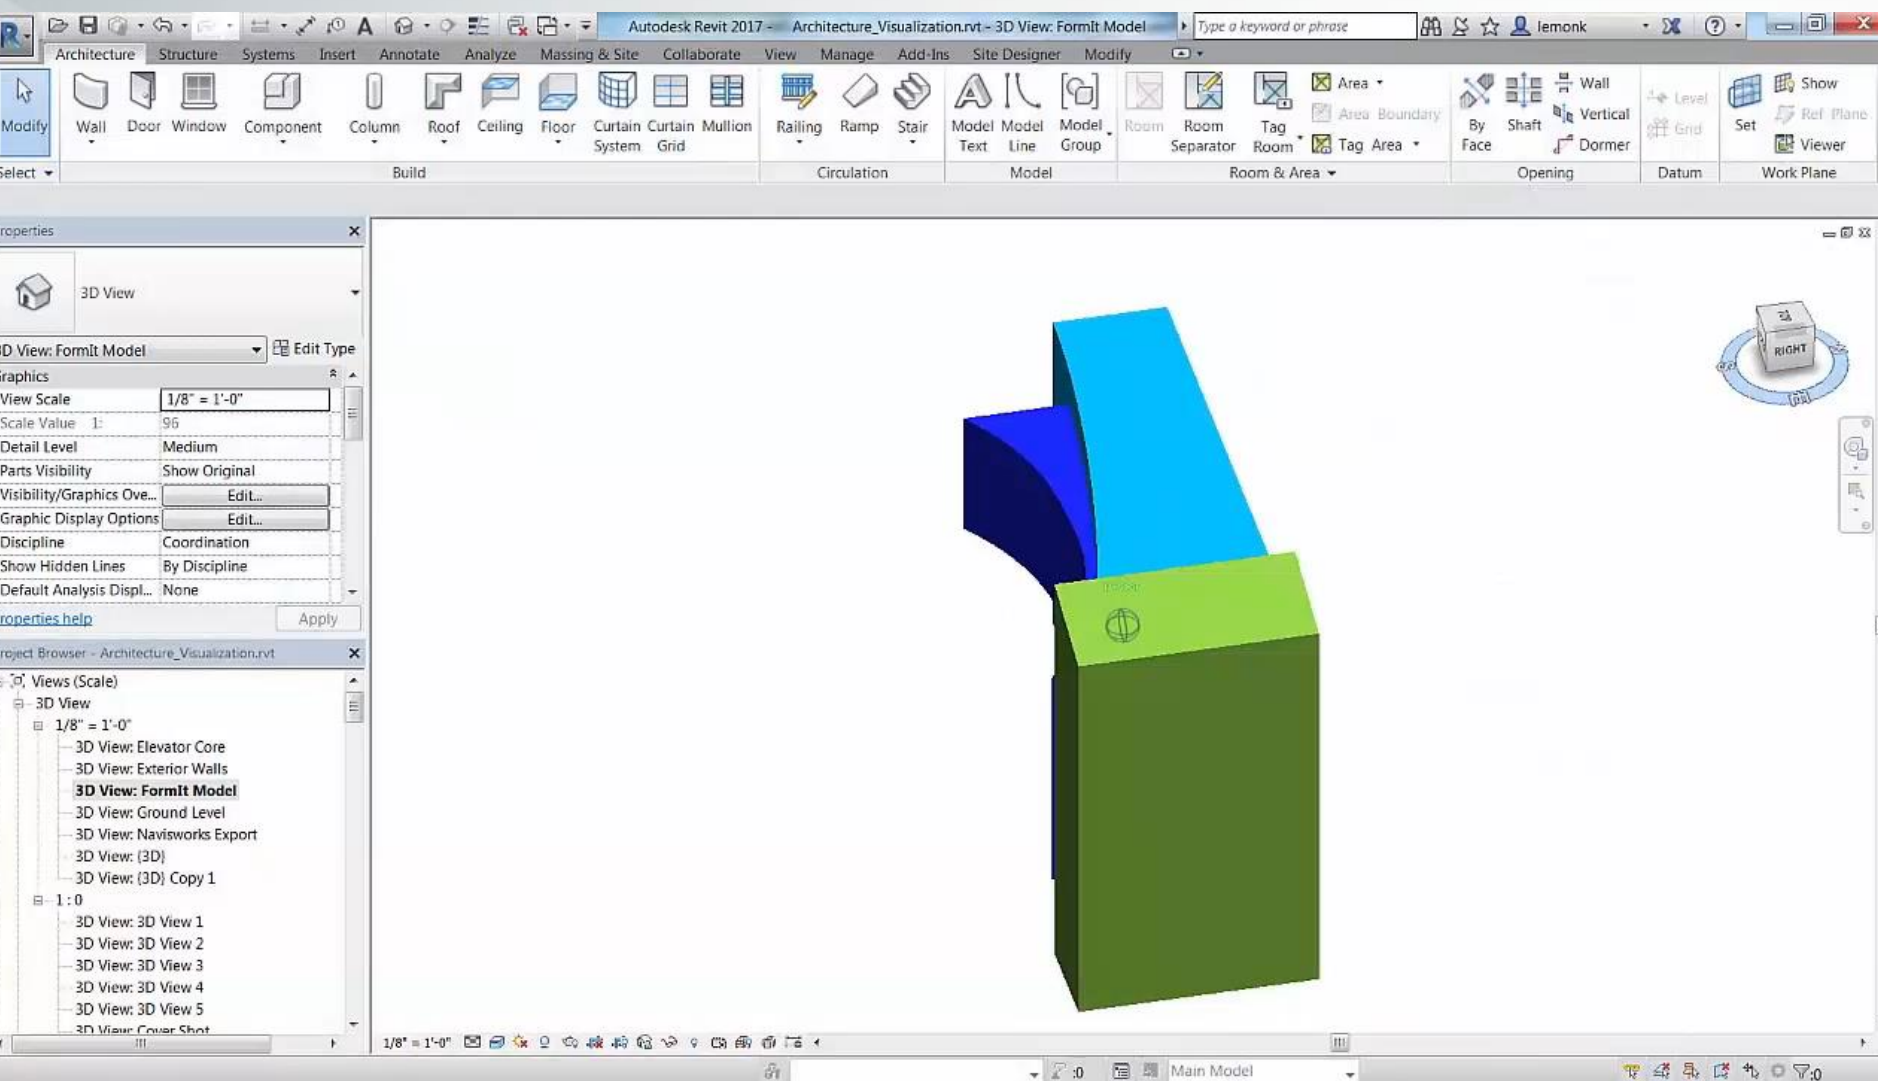 Autodesk Revit 2017 - Architecture_Visualization.rvt - 3D View: FormIt Model
Type a keyword or phrase
lemonk
Architecture Structure Systems Insert Annotate Analyze Massing & Site Collaborate View Manage Add-Ins Site Designer Modify
Modify
Wall
Door
Window
Component
Column
Roof
Ceiling
Floor
Curtain System
Curtain Grid
Mullion
Railing
Ramp
Stair
Model Text
Model Line
Model Group
Room
Room Separator
Tag Room
Area
Area Boundary
Tag Area
By Face
Shaft
Wall
Vertical
Dormer
Level
Grid
Set
Show
Ref Plane
Viewer
Select
Build
Circulation
Model
Room & Area
Opening
Datum
Work Plane
roperties
3D View
3D View: FormIt Model
Edit Type
raphics
View Scale 1/8" = 1'-0"
Scale Value 1: 96
Detail Level Medium
Parts Visibility Show Original
Visibility/Graphics Ove... Edit...
Graphic Display Options Edit...
Discipline Coordination
Show Hidden Lines By Discipline
Default Analysis Displ... None
roperties help
Apply
roject Browser - Architecture_Visualization.rvt
Views (Scale)
3D View
1/8" = 1'-0"
3D View: Elevator Core
3D View: Exterior Walls
3D View: FormIt Model
3D View: Ground Level
3D View: Navisworks Export
3D View: {3D}
3D View: {3D} Copy 1
1 : 0
3D View: 3D View 1
3D View: 3D View 2
3D View: 3D View 3
3D View: 3D View 4
3D View: 3D View 5
3D View: Cover Shot
RIGHT
1/8" = 1'-0"
:0
Main Model
:0